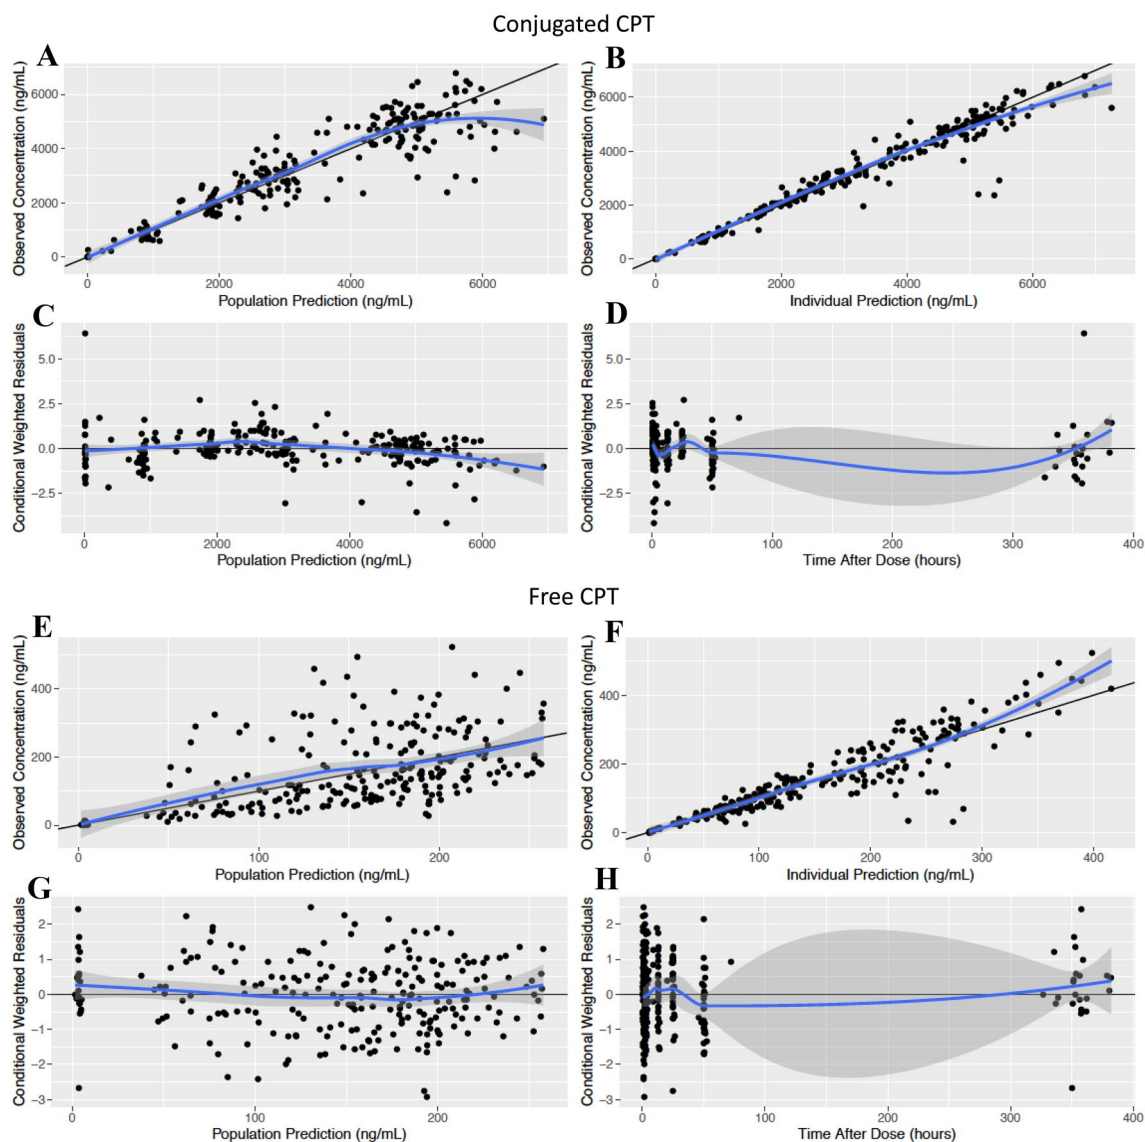 Conjugated CPT
A
B
Observed Concentration (ng/mL)
6000
4000
2000
0
0 2000 4000 6000
Population Prediction (ng/mL)
Observed Concentration (ng/mL)
6000
4000
2000
0
0 2000 4000 6000
Individual Prediction (ng/mL)
C
D
Conditional Weighted Residuals
5.0
2.5
0.0
−2.5
0 2000 4000 6000
Population Prediction (ng/mL)
Conditional Weighted Residuals
5.0
2.5
0.0
−2.5
0 100 200 300 400
Time After Dose (hours)
Free CPT
E
F
Observed Concentration (ng/mL)
400
200
0
0 100 200
Population Prediction (ng/mL)
Observed Concentration (ng/mL)
400
200
0
0 100 200 300 400
Individual Prediction (ng/mL)
G
H
Conditional Weighted Residuals
2
1
0
−1
−2
−3
0 100 200
Population Prediction (ng/mL)
Conditional Weighted Residuals
2
1
0
−1
−2
−3
0 100 200 300 400
Time After Dose (hours)